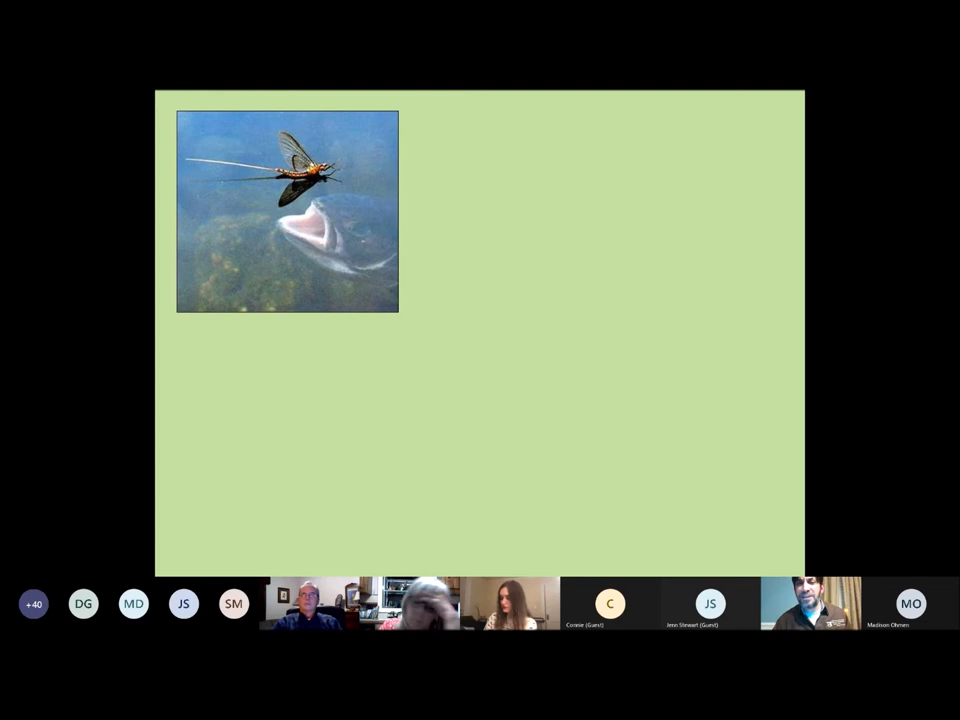 +40
DG
MD
JS
SM
C
Connie (Guest)
JS
Jenn Stewart (Guest)
MO
Madison Ohmen